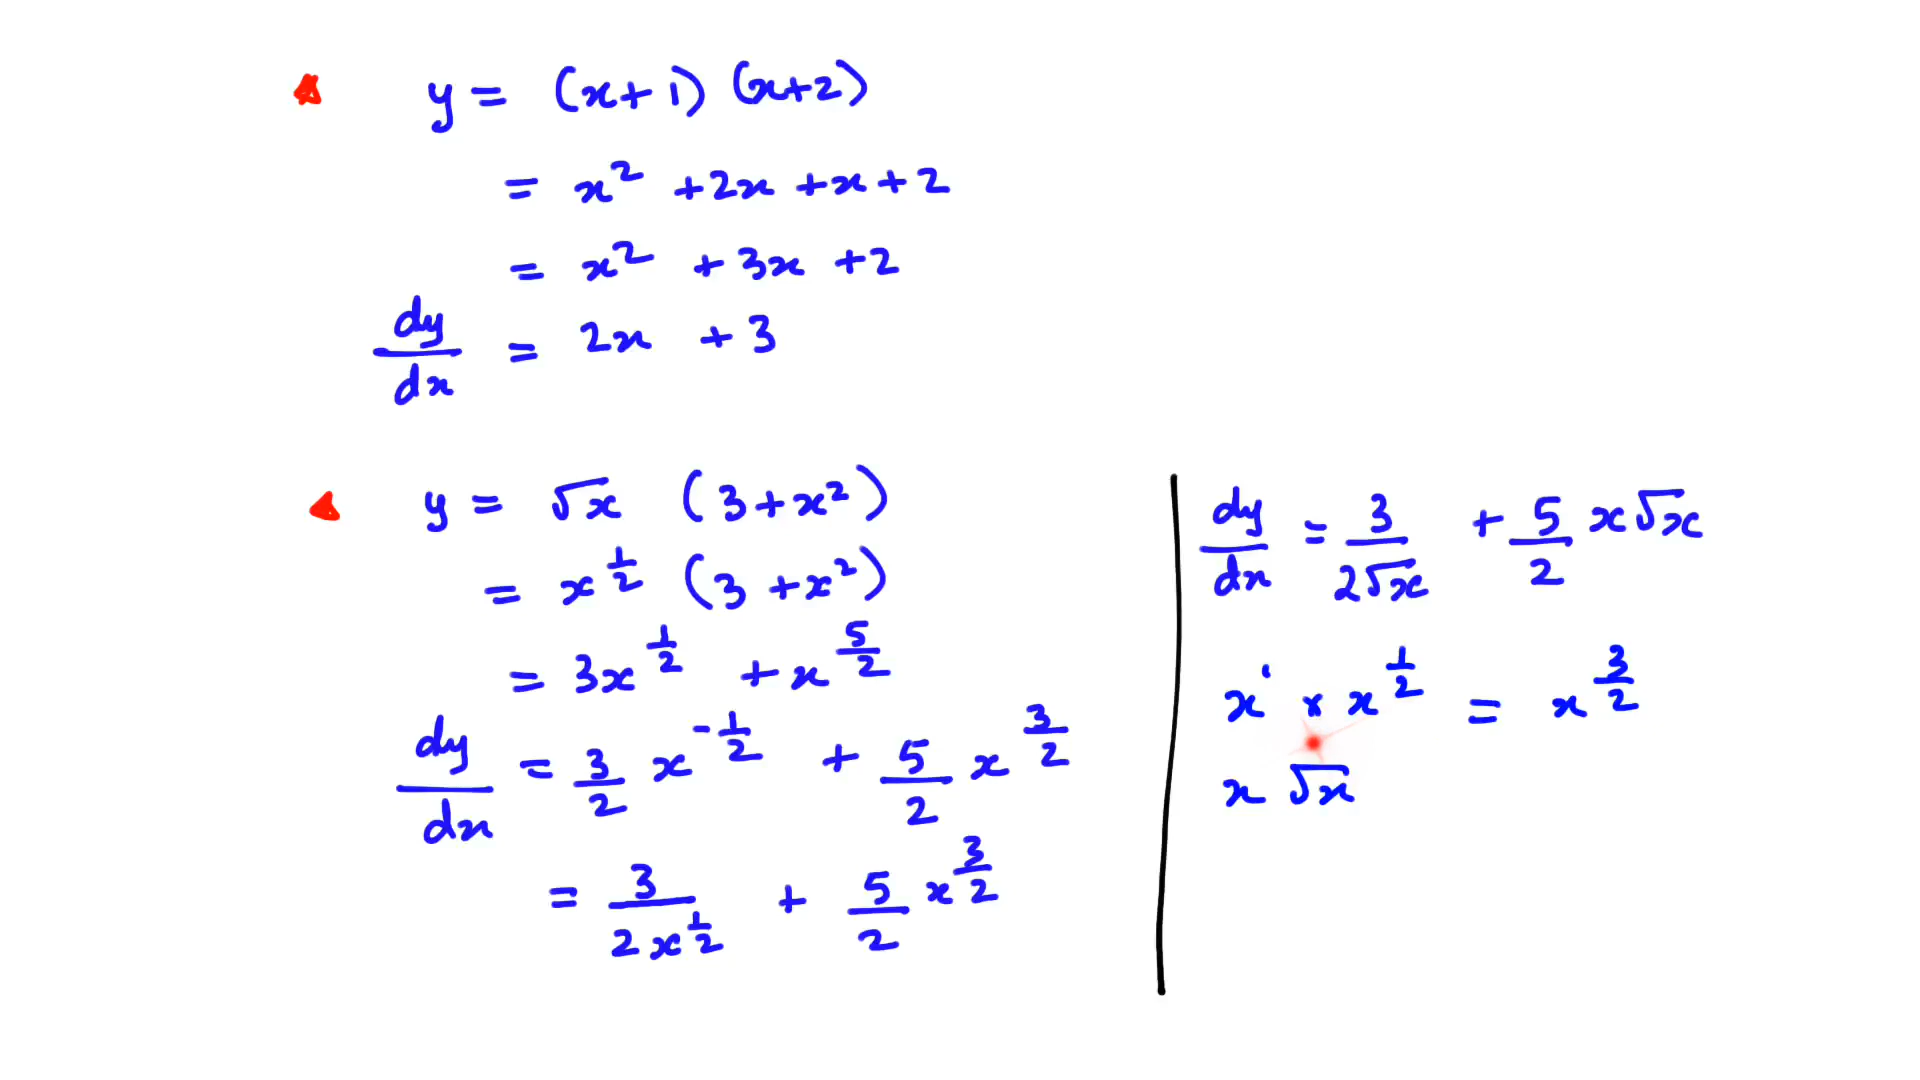 y = (x+1) (x+2)
= x² +2x +x +2
= x² +3x +2
dy/dx = 2x +3
y = √x (3+x²)
= x^(1/2) (3+x²)
= 3x^(1/2) + x^(5/2)
dy/dx = 3/2 x^(-1/2) + 5/2 x^(3/2)
= 3/(2x^(1/2)) + 5/2 x^(3/2)
dy/dx = 3/(2√x) + 5/2 x√x
x¹ × x^(1/2) = x^(3/2)
x √x